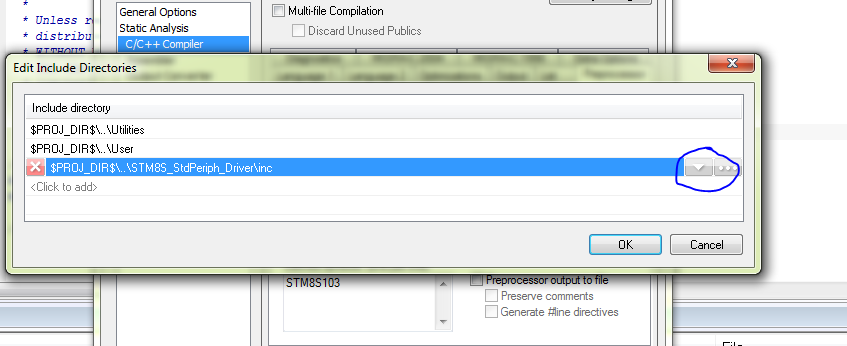 *
* Unless
* distribu
* WITHOUT
General Options
Static Analysis
C/C++ Compiler
Multi-file Compilation
Discard Unused Publics
Edit Include Directories
Include directory
$PROJ_DIR$\..\Utilities
$PROJ_DIR$\..\User
$PROJ_DIR$\..\STM8S_StdPeriph_Driver\inc
<Click to add>
OK
Cancel
STM8S103
Preprocessor output to file
Preserve comments
Generate #line directives
File